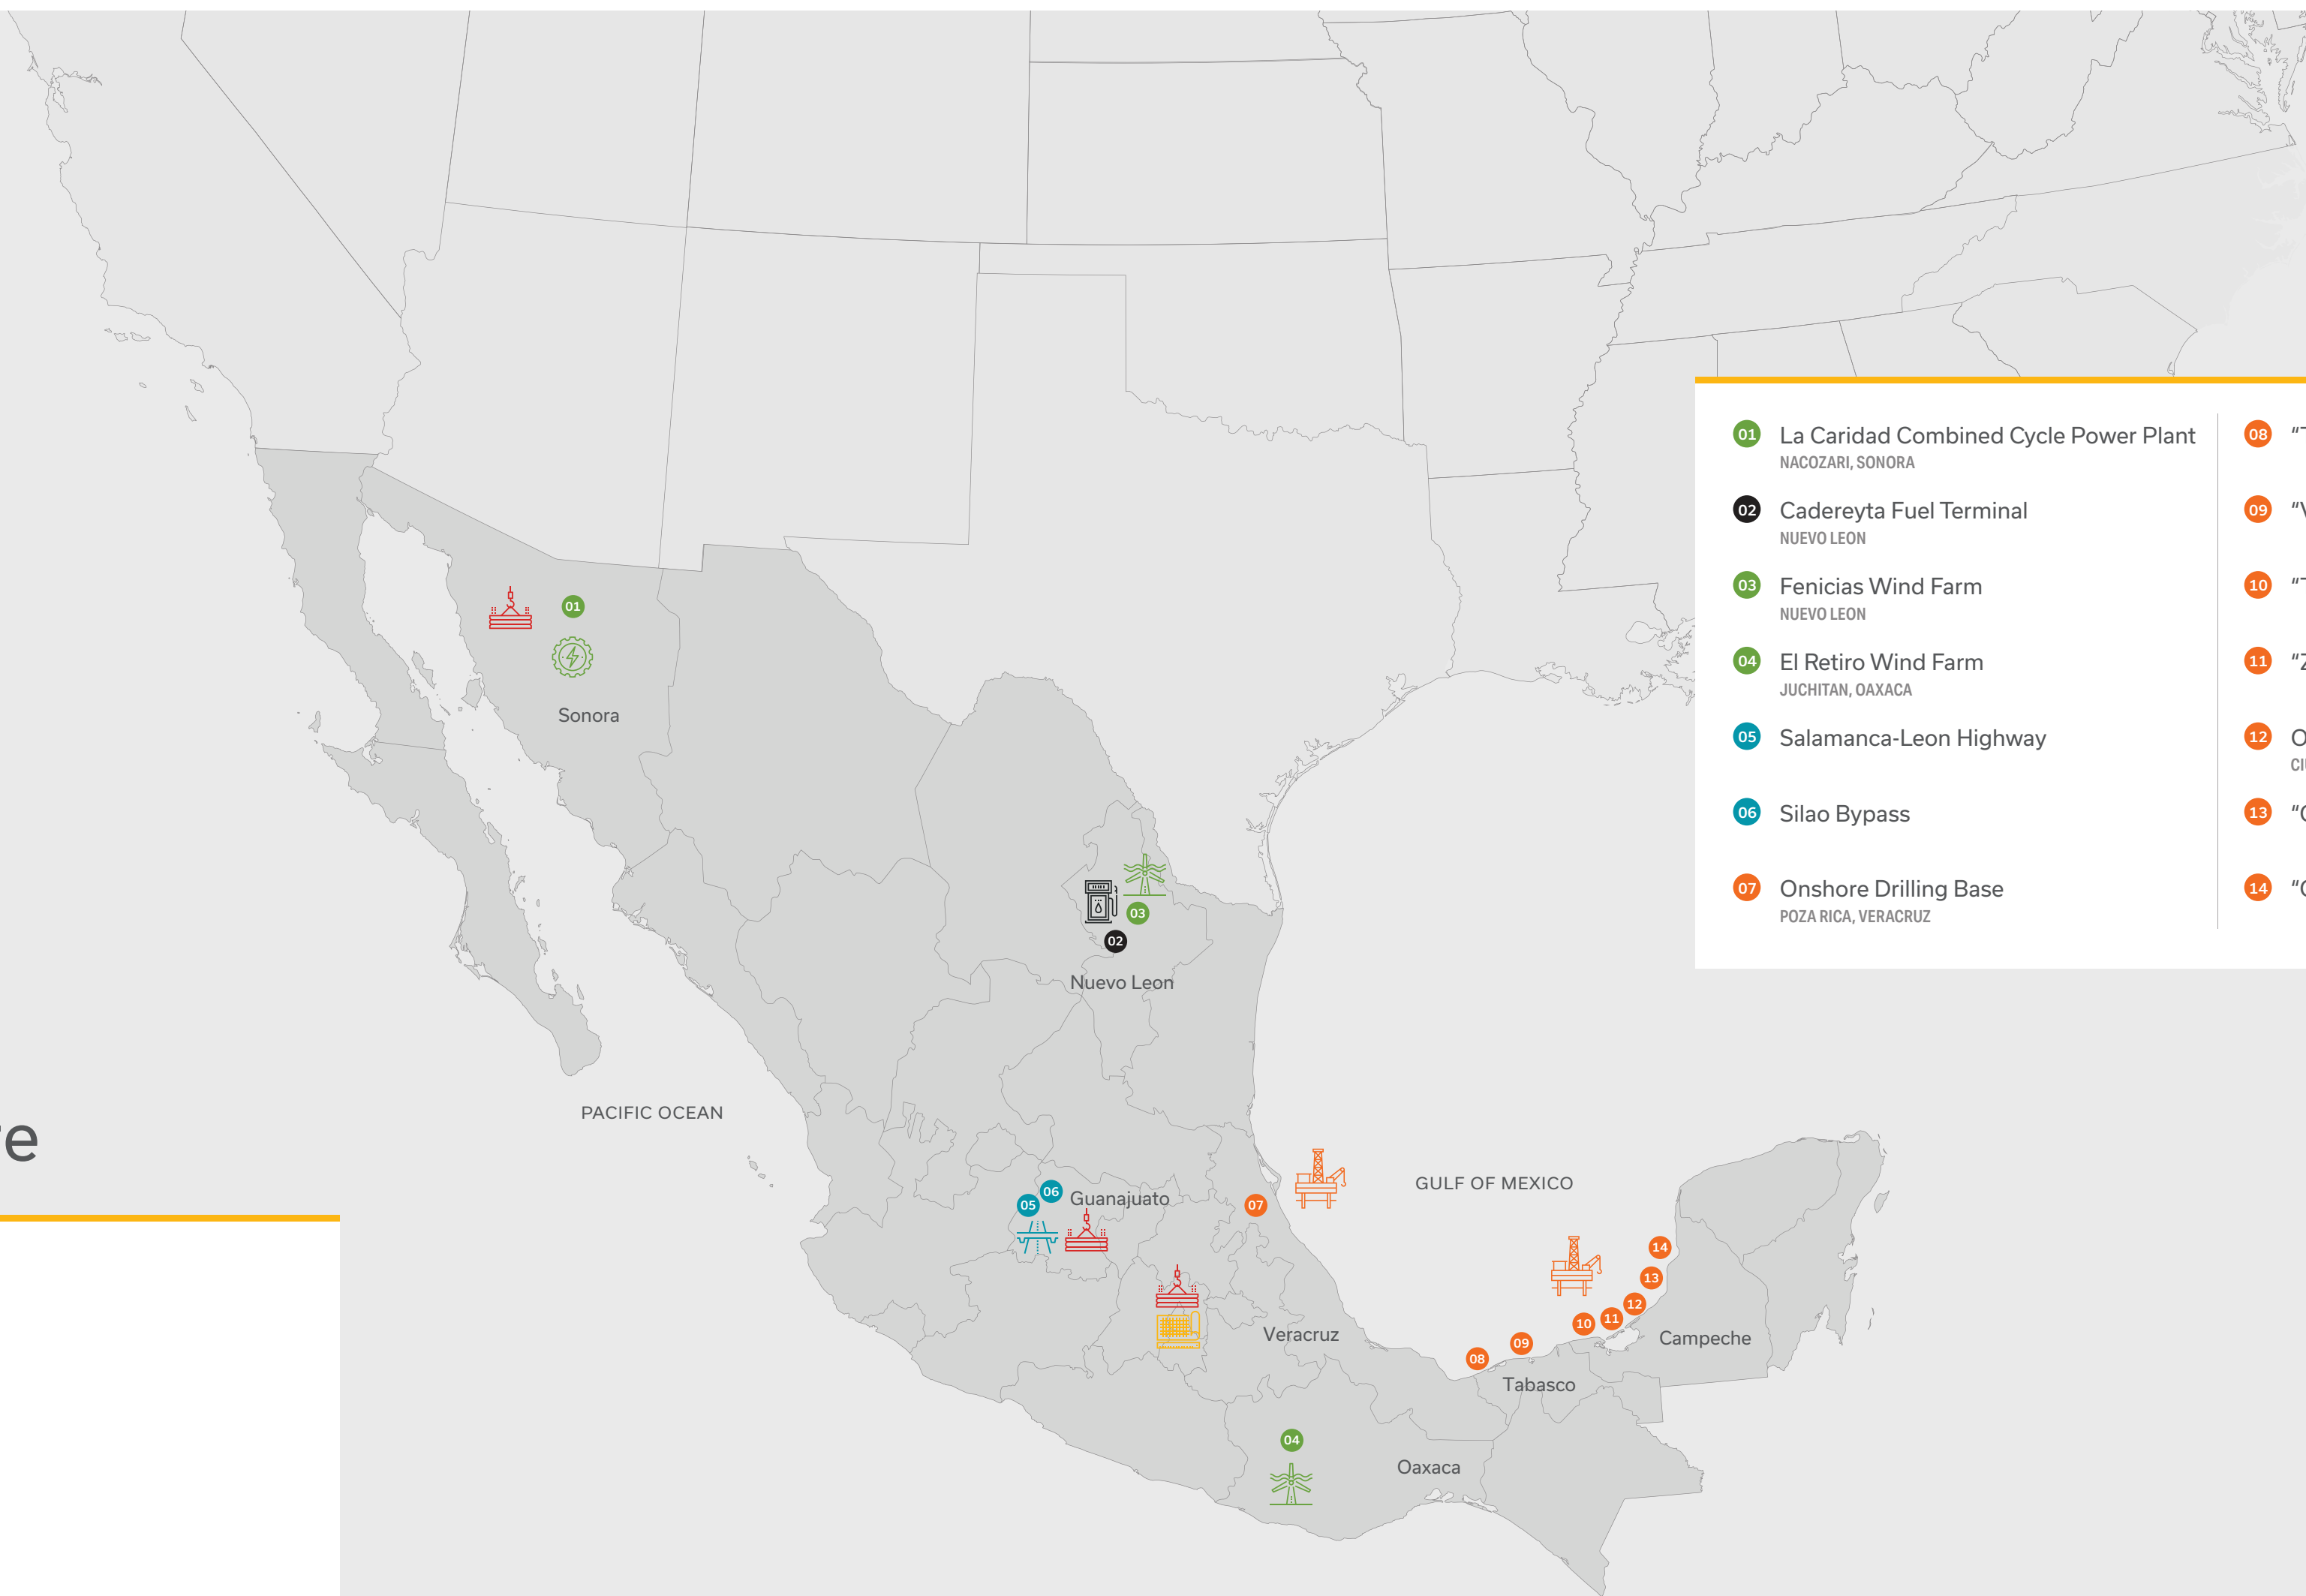 01 La Caridad Combined Cycle Power Plant
NACOZARI, SONORA
02 Cadereyta Fuel Terminal
NUEVO LEON
03 Fenicias Wind Farm
NUEVO LEON
04 El Retiro Wind Farm
JUCHITAN, OAXACA
05 Salamanca-Leon Highway
06 Silao Bypass
07 Onshore Drilling Base
POZA RICA, VERACRUZ
08
09
10
11
12
13
14
01
Sonora
03
02
Nuevo Leon
PACIFIC OCEAN
GULF OF MEXICO
06
05
Guanajuato
07
14
13
12
11
10
09
08
Veracruz
Campeche
Tabasco
04
Oaxaca